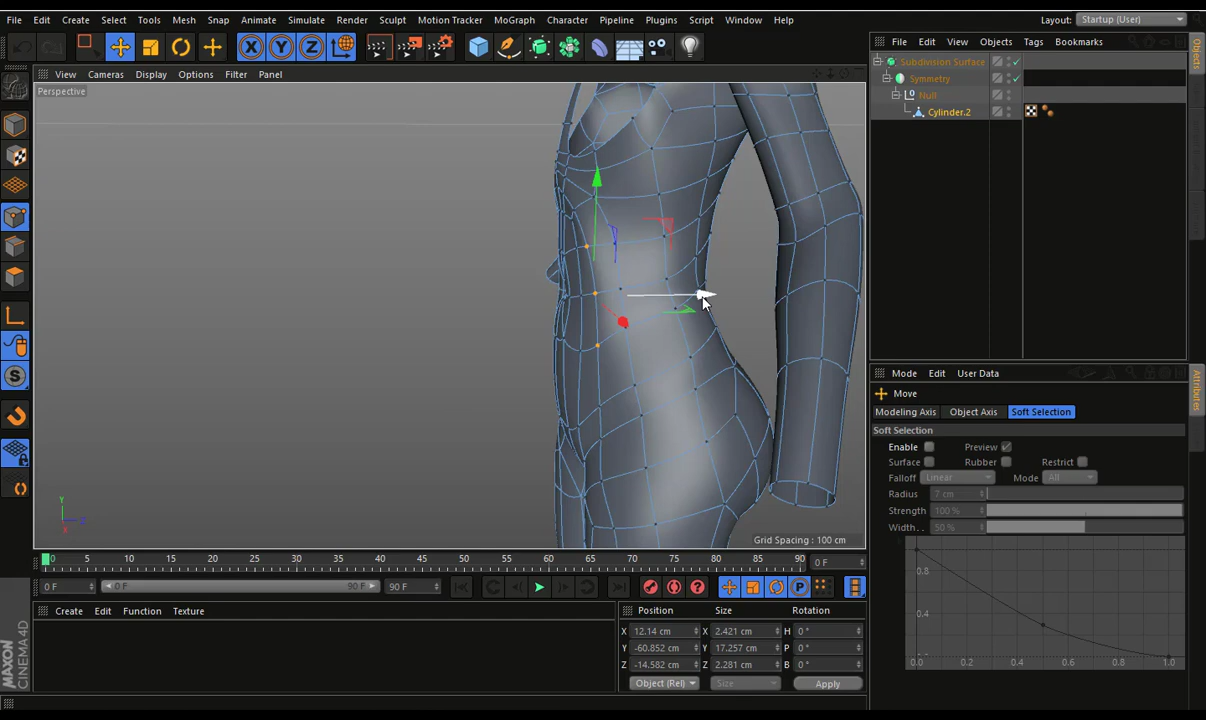 File Edit Create Select Tools Mesh Snap Animate Simulate Render Sculpt Motion Tracker MoGraph Character Pipeline Plugins Script Window Help Layout: Startup (User)
File Edit View Objects Tags Bookmarks
Objects
Subdivision Surface
Symmetry
Null
Cylinder.2
View Cameras Display Options Filter Panel
Perspective
X Y Z
Y
Z
X
Grid Spacing : 100 cm
Mode Edit User Data
Attributes
Move
Modeling Axis Object Axis Soft Selection
Soft Selection
Enable Preview
Surface Rubber Restrict
Falloff Linear Mode All
Radius 7 cm
Strength 100 %
Width . . 50 %
0.8
0.4
0.0 0.2 0.4 0.6 0.8 1.0
0 5 10 15 20 25 30 35 40 45 50 55 60 65 70 75 80 85 90 0 F
0 F 0 F 90 F 90 F
Create Edit Function Texture
Position Size Rotation
X 12.14 cm X 2.421 cm H 0 °
Y -60.852 cm Y 17.257 cm P 0 °
Z -14.582 cm Z 2.281 cm B 0 °
Object (Rel) Size Apply
MAXON
CINEMA4D